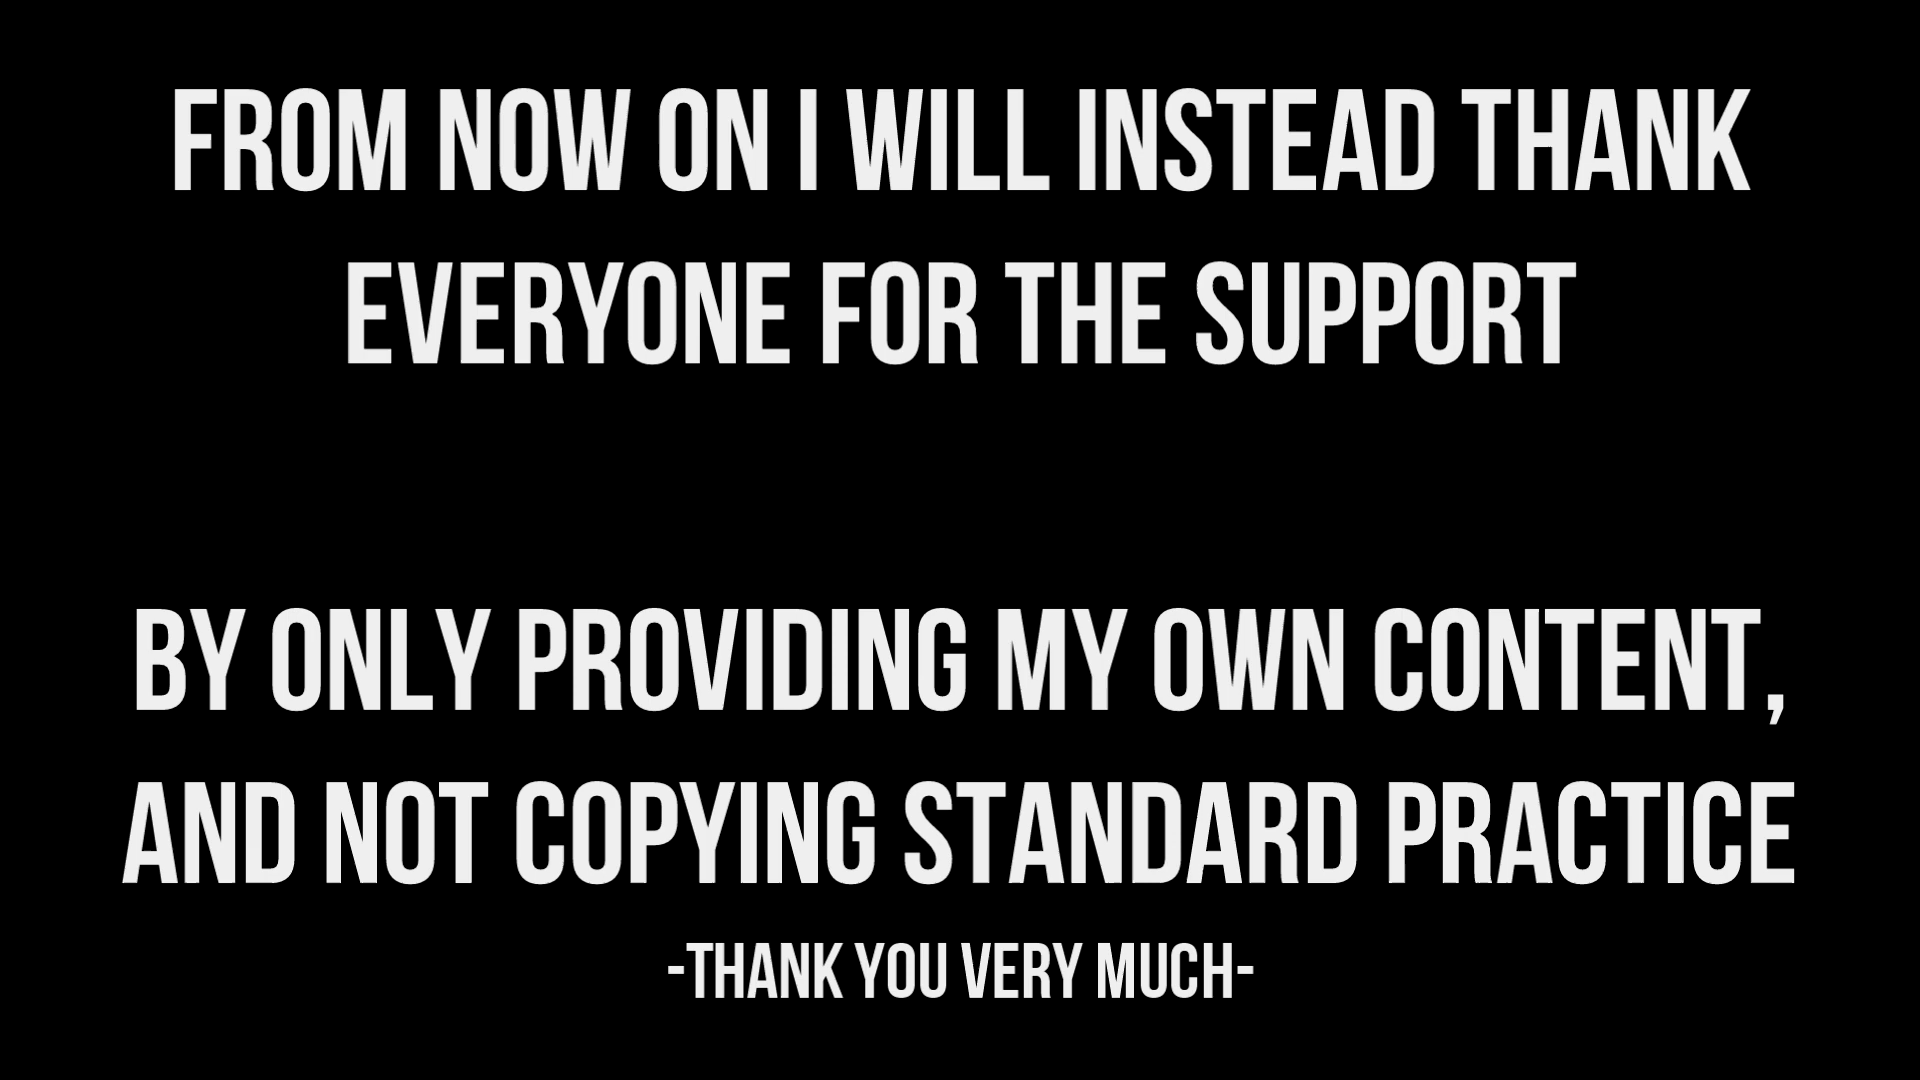 FROM NOW ON I WILL INSTEAD THANK
EVERYONE FOR THE SUPPORT
BY ONLY PROVIDING MY OWN CONTENT,
AND NOT COPYING STANDARD PRACTICE
-THANK YOU VERY MUCH-